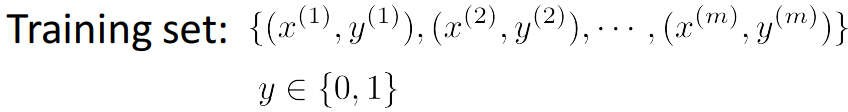 Training set: {(x^(1), y^(1)), (x^(2), y^(2)), ⋯ , (x^(m), y^(m))}
y ∈ {0, 1}